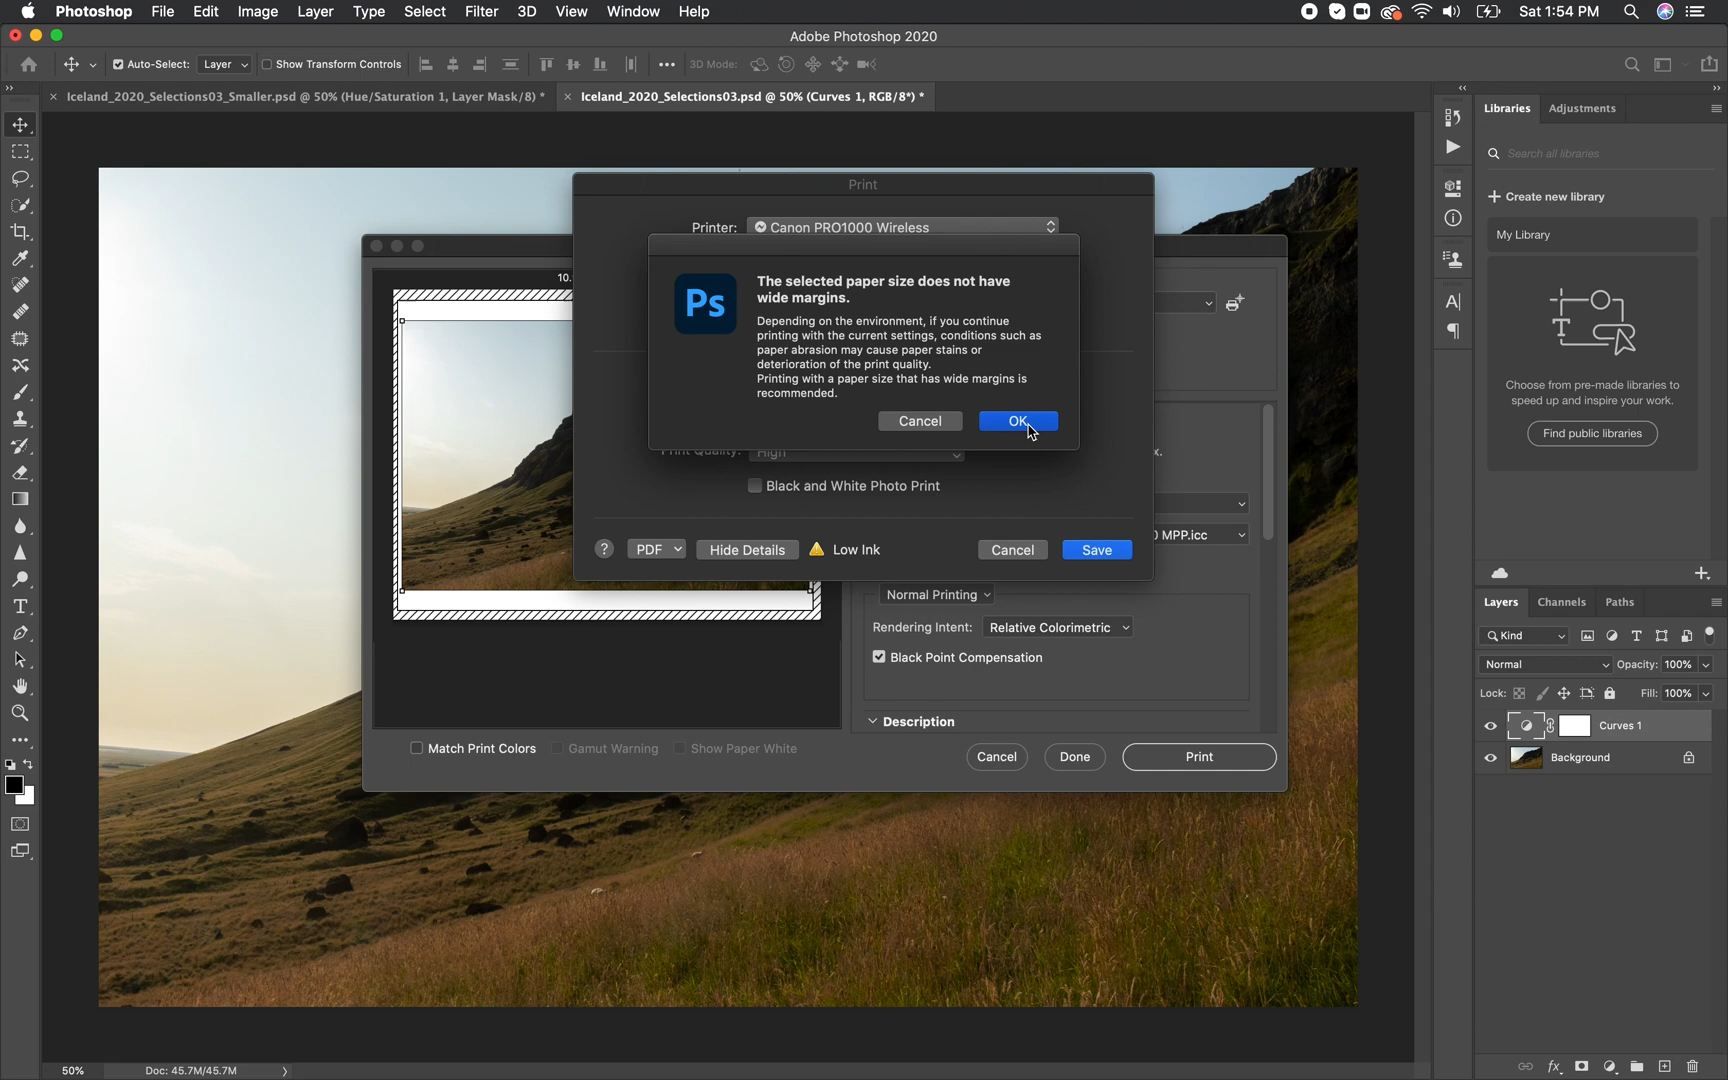 Photoshop File Edit Image Layer Type Select Filter 3D View Window Help Sat 1:54 PM
Adobe Photoshop 2020
Auto-Select: Layer Show Transform Controls 3D Mode:
Iceland_2020_Selections03_Smaller.psd @ 50% (Hue/Saturation 1, Layer Mask/8) * Iceland_2020_Selections03.psd @ 50% (Curves 1, RGB/8*) *
Libraries Adjustments
Search all libraries
Create new library
My Library
Choose from pre-made libraries to
speed up and inspire your work.
Find public libraries
Print
Printer: Canon PRO1000 Wireless
10.
Ps
The selected paper size does not have
wide margins.
Depending on the environment, if you continue
printing with the current settings, conditions such as
paper abrasion may cause paper stains or
deterioration of the print quality.
Printing with a paper size that has wide margins is
recommended.
Cancel OK
Print Quality: High
x.
Black and White Photo Print
0 MPP.icc
? PDF Hide Details Low Ink Cancel Save
Normal Printing
Rendering Intent: Relative Colorimetric
Black Point Compensation
Description
Match Print Colors Gamut Warning Show Paper White
Cancel Done Print
Layers Channels Paths
Kind
Normal Opacity: 100%
Lock: Fill: 100%
Curves 1
Background
50% Doc: 45.7M/45.7M